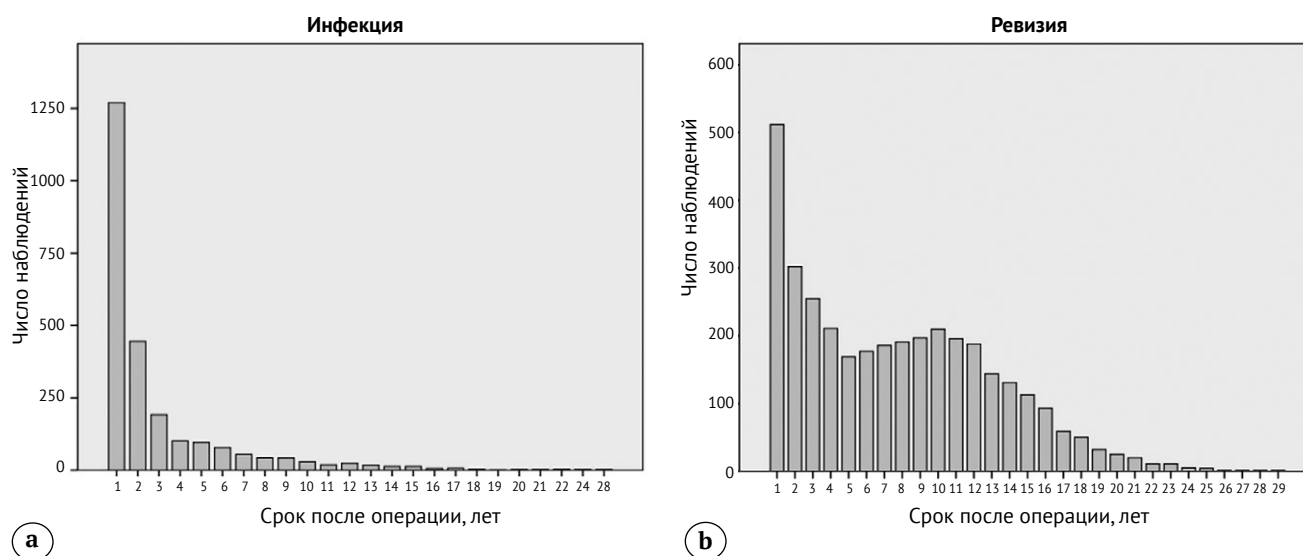 Инфекция
Число наблюдений
1250
1000
750
500
250
0
1 2 3 4 5 6 7 8 9 10 11 12 13 14 15 16 17 18 19 20 21 22 24 28
Срок после операции, лет
a
Ревизия
Число наблюдений
600
500
400
300
200
100
0
1 2 3 4 5 6 7 8 9 10 11 12 13 14 15 16 17 18 19 20 21 22 23 24 25 26 27 28 29
Срок после операции, лет
b